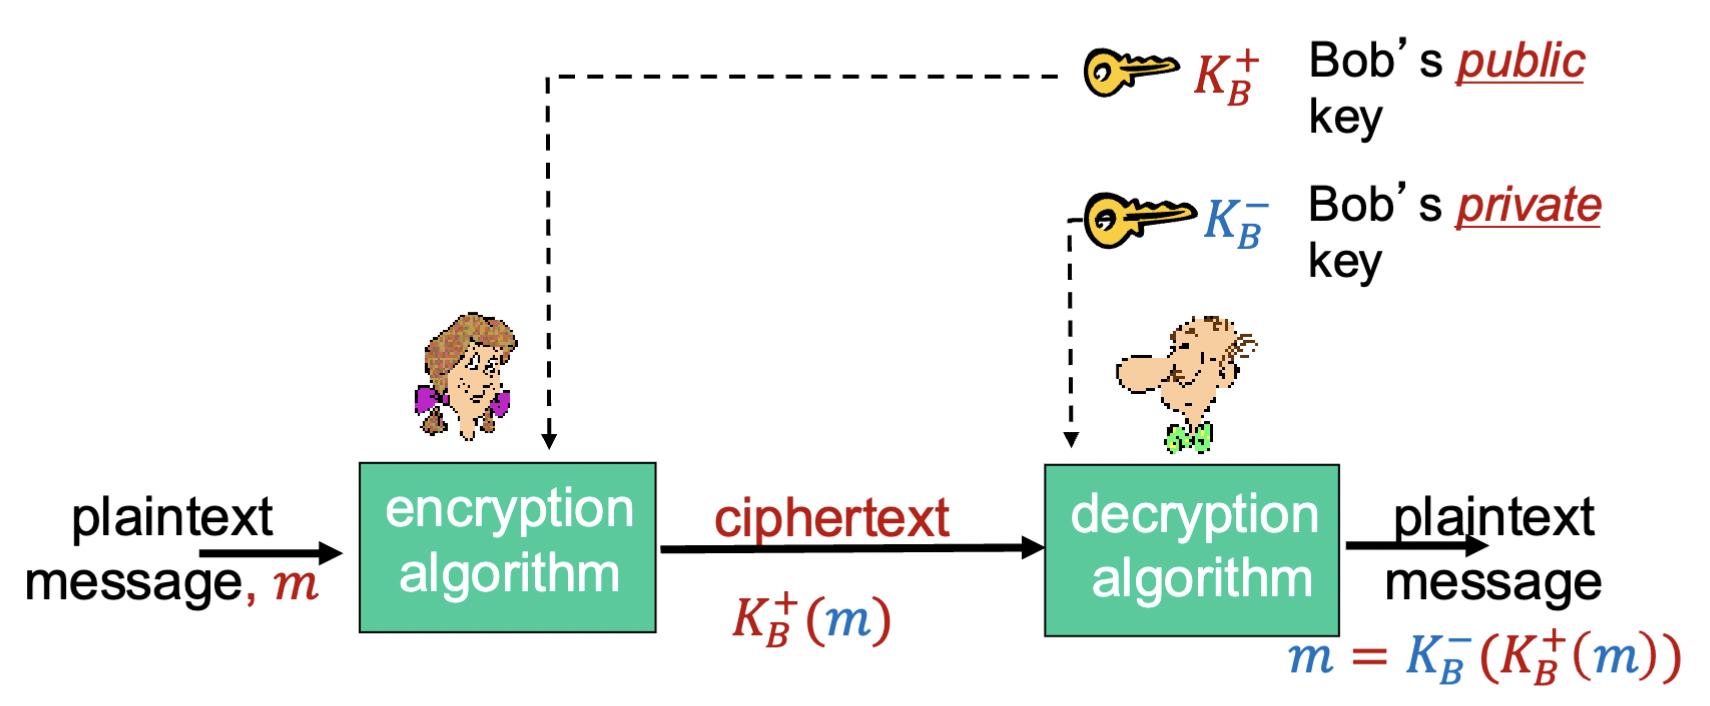 K_B^+ Bob's public
key
K_B^- Bob's private
key
plaintext
message, m
encryption
algorithm
ciphertext
K_B^+(m)
decryption
algorithm
plaintext
message
m = K_B^-(K_B^+(m))